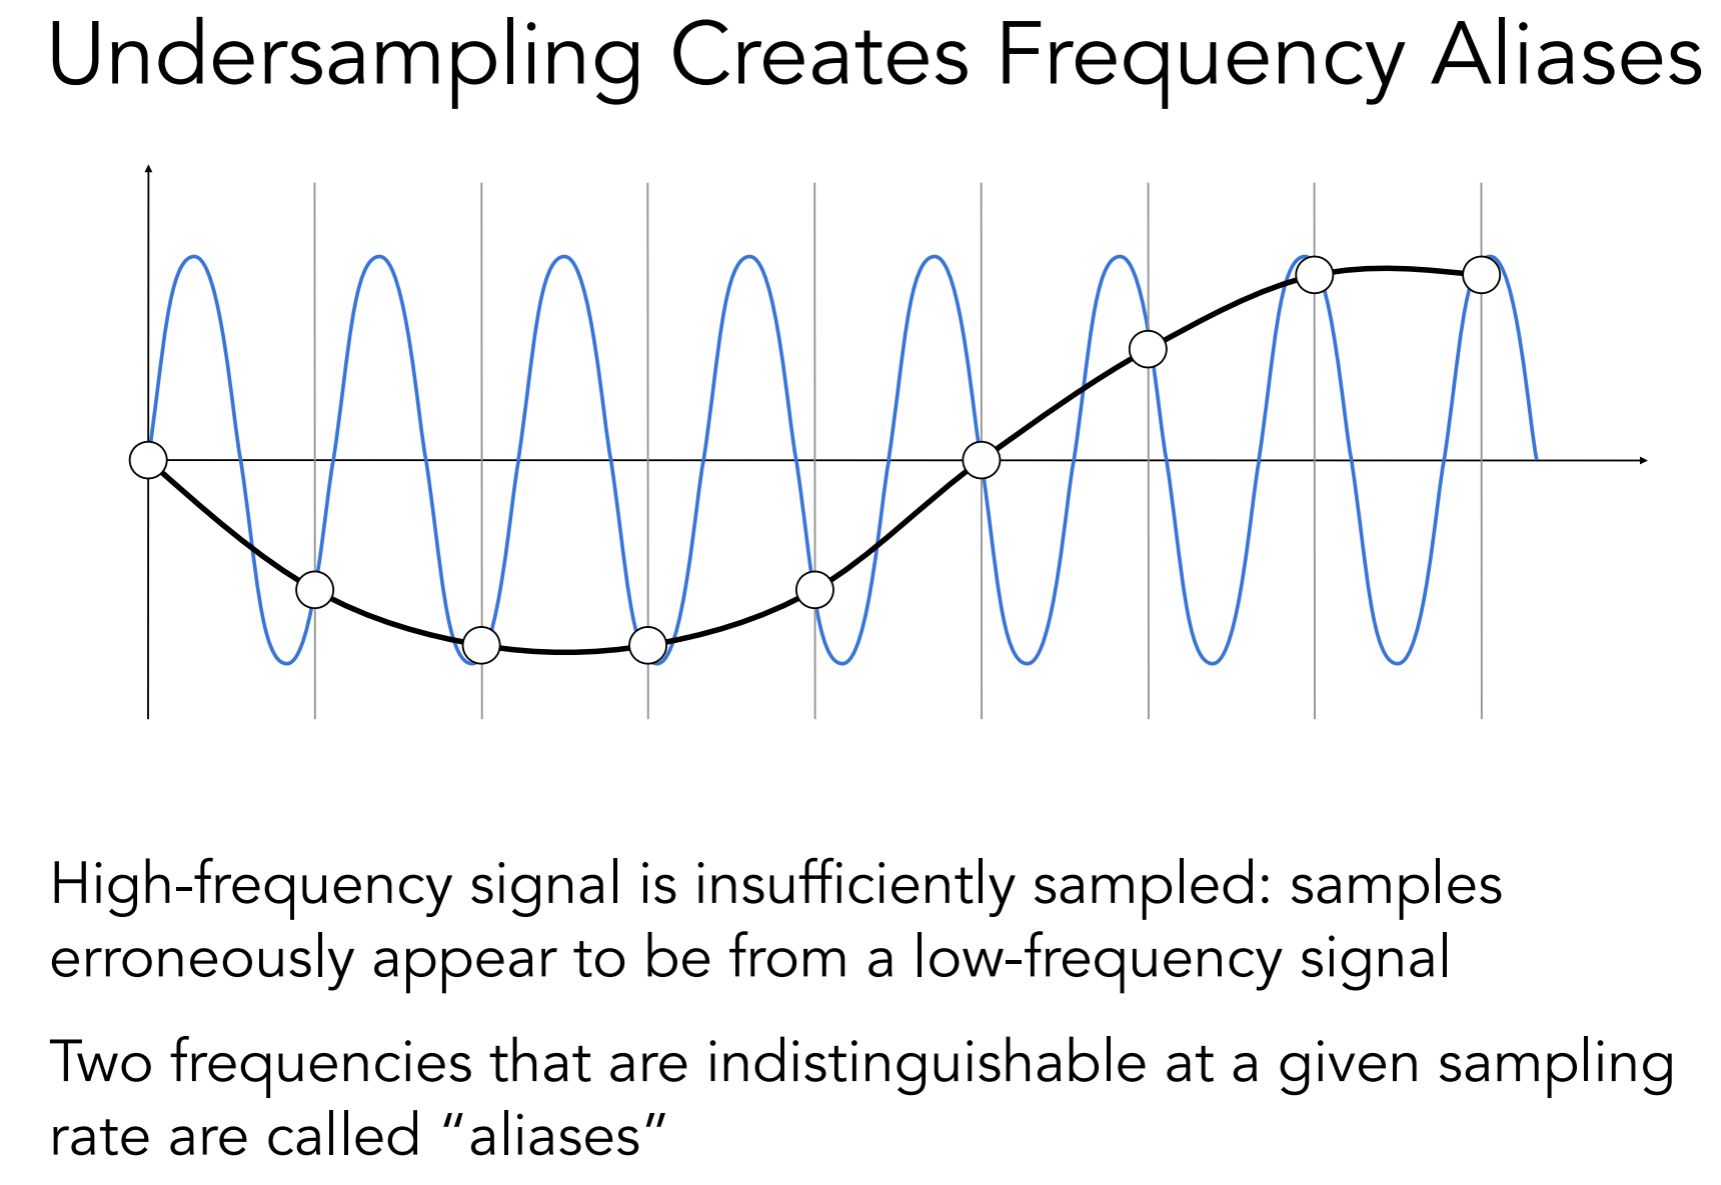 Undersampling Creates Frequency Aliases
High-frequency signal is insufficiently sampled: samples
erroneously appear to be from a low-frequency signal
Two frequencies that are indistinguishable at a given sampling
rate are called “aliases”